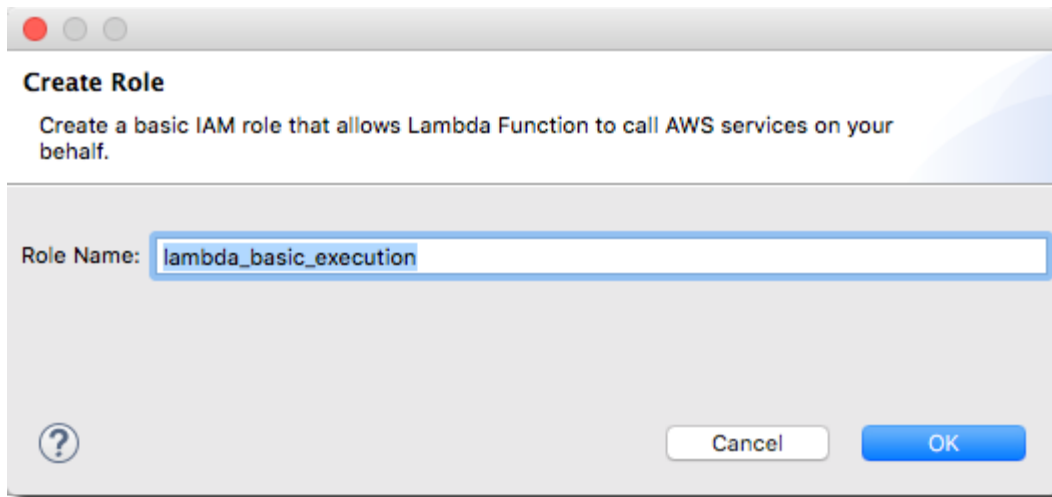 Create Role
Create a basic IAM role that allows Lambda Function to call AWS services on your
behalf.
Role Name: lambda_basic_execution
? Cancel OK